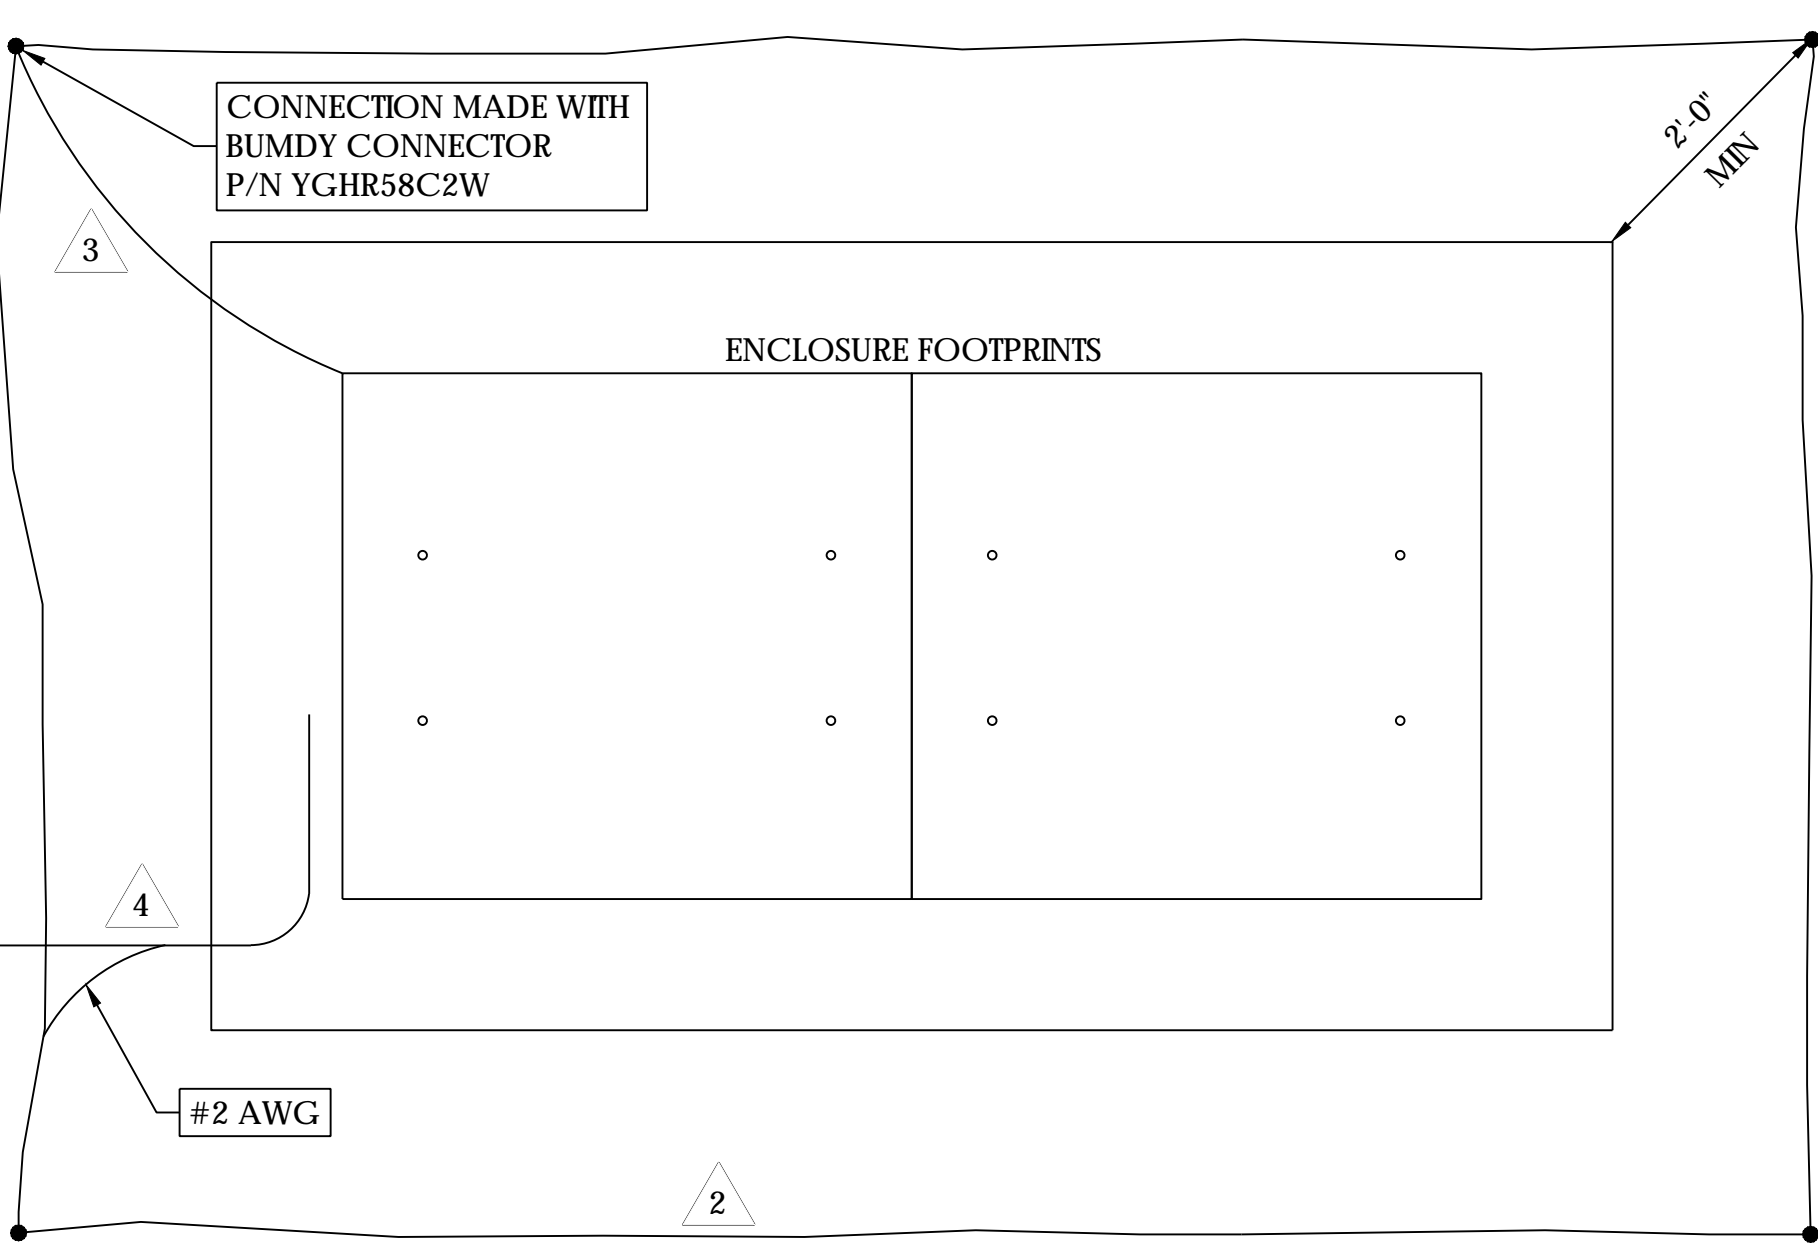 CONNECTION MADE WITH
BUMDY CONNECTOR
P/N YGHR58C2W
2'-0"
MIN
3
ENCLOSURE FOOTPRINTS
4
#2 AWG
2